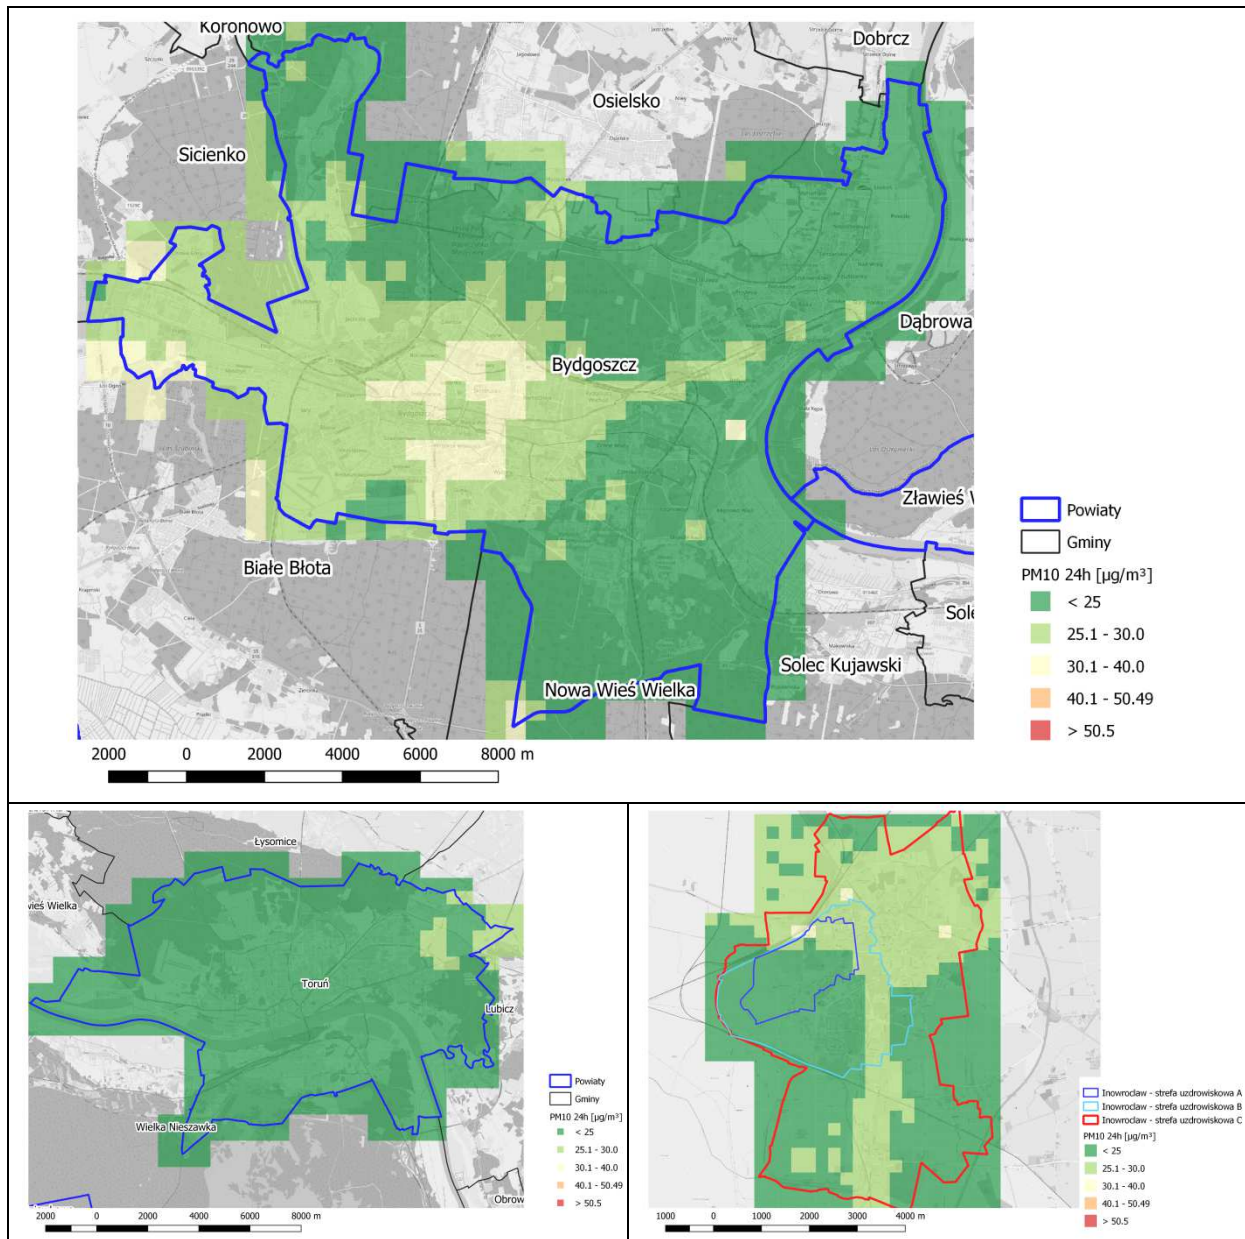 Koronowo
Dobrcz
Osielsko
Sicienko
Dąbrowa
Bydgoszcz
Zławieś W
Białe Błota
Sole
Solec Kujawski
Nowa Wieś Wielka
Powiaty
Gminy
PM10 24h [µg/m³]
< 25
25.1 - 30.0
30.1 - 40.0
40.1 - 50.49
> 50.5
2000 0 2000 4000 6000 8000 m
Łysomice
wieś Wielka
Toruń
Lubicz
Wielka Nieszawka
Obrow
Powiaty
Gminy
PM10 24h [µg/m³]
< 25
25.1 - 30.0
30.1 - 40.0
40.1 - 50.49
> 50.5
2000 0 2000 4000 6000 8000 m
Inowrocław - strefa uzdrowiskowa A
Inowrocław - strefa uzdrowiskowa B
Inowrocław - strefa uzdrowiskowa C
PM10 24h [µg/m³]
< 25
25.1 - 30.0
30.1 - 40.0
40.1 - 50.49
> 50.5
1000 0 1000 2000 3000 4000 m